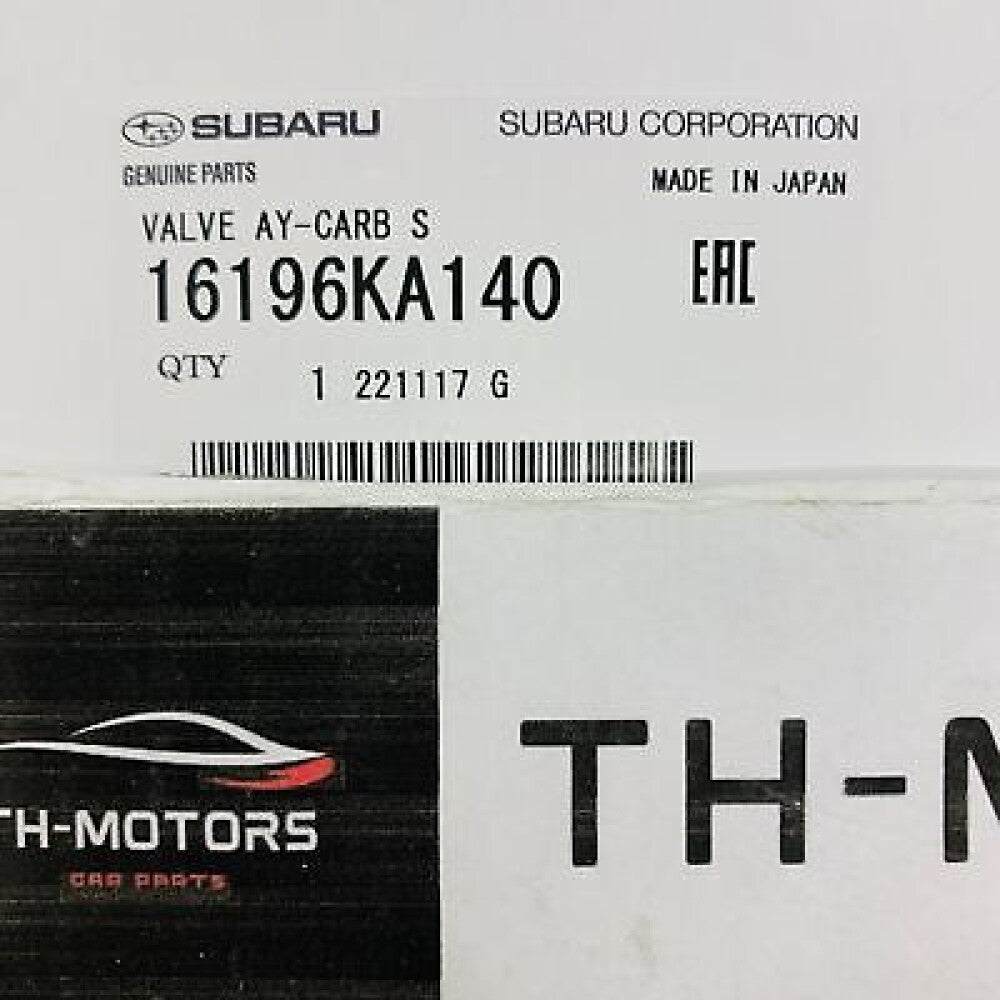 SUBARU SUBARU CORPORATION
GENUINE PARTS MADE IN JAPAN
VALVE AY-CARB S
16196KA140 EAC
QTY 1 221117 G
TH-MOTORS
CAR PARTS
TH-M